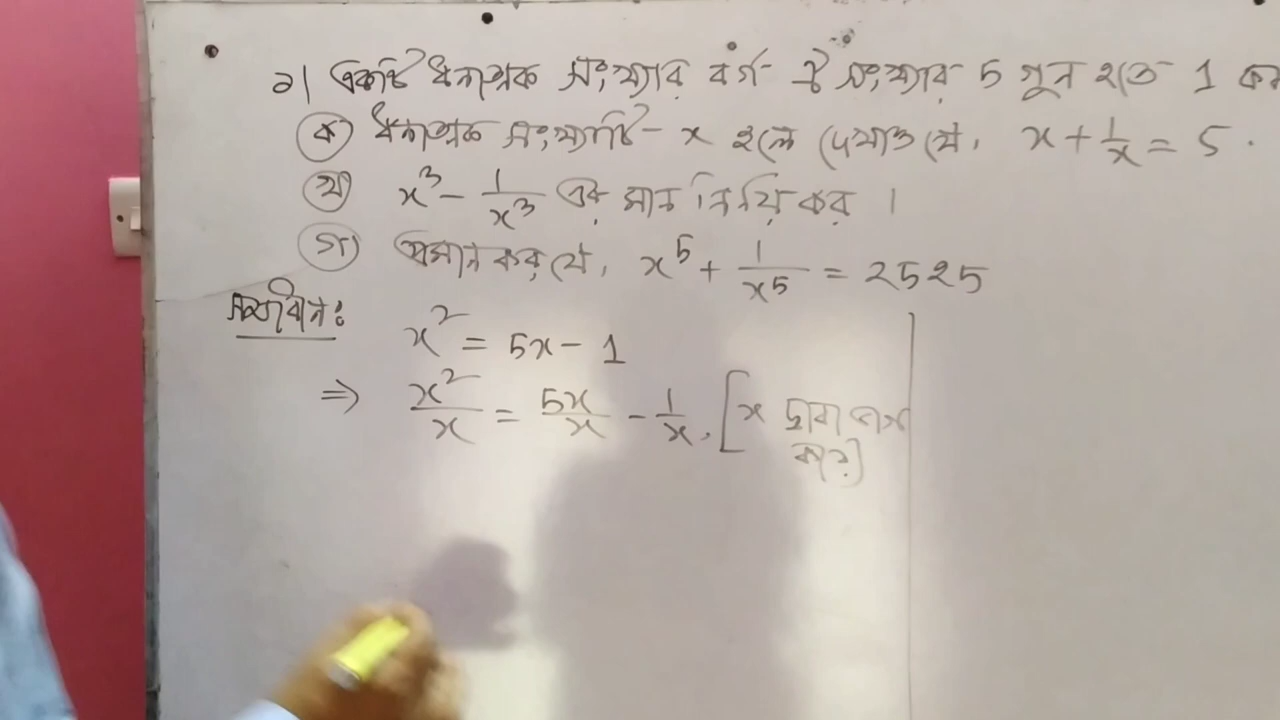 ৯। একটি ধনাত্মক সংখ্যার বর্গ ঐ সংখ্যার 5 গুন হতে 1 কম
ক ধনাত্মক সংখ্যাটি x হলে দেখাও যে, x + 1/x = 5.
খ x³ - 1/x³ এর মান নির্ণয় কর।
গ প্রমান কর যে, x⁵ + 1/x⁵ = 2525
সমাধান:
x² = 5x - 1
⇒ x²/x = 5x/x - 1/x, [x দ্বারা ভাগ
করে]